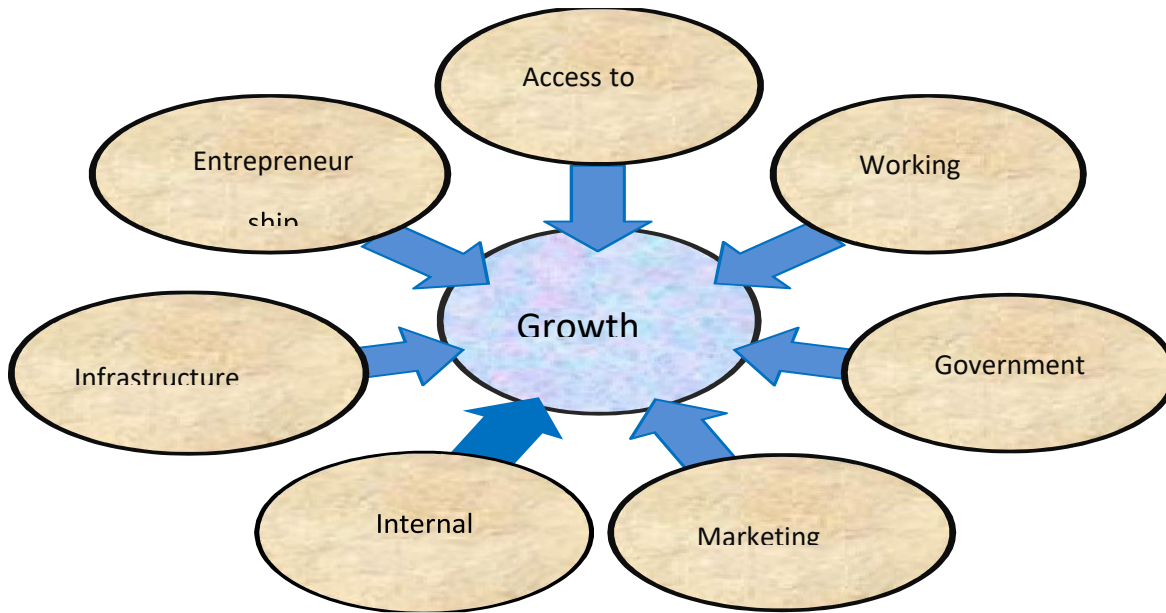 Access to
Entrepreneur
ship
Working
Growth
Infrastructure
Government
Internal
Marketing